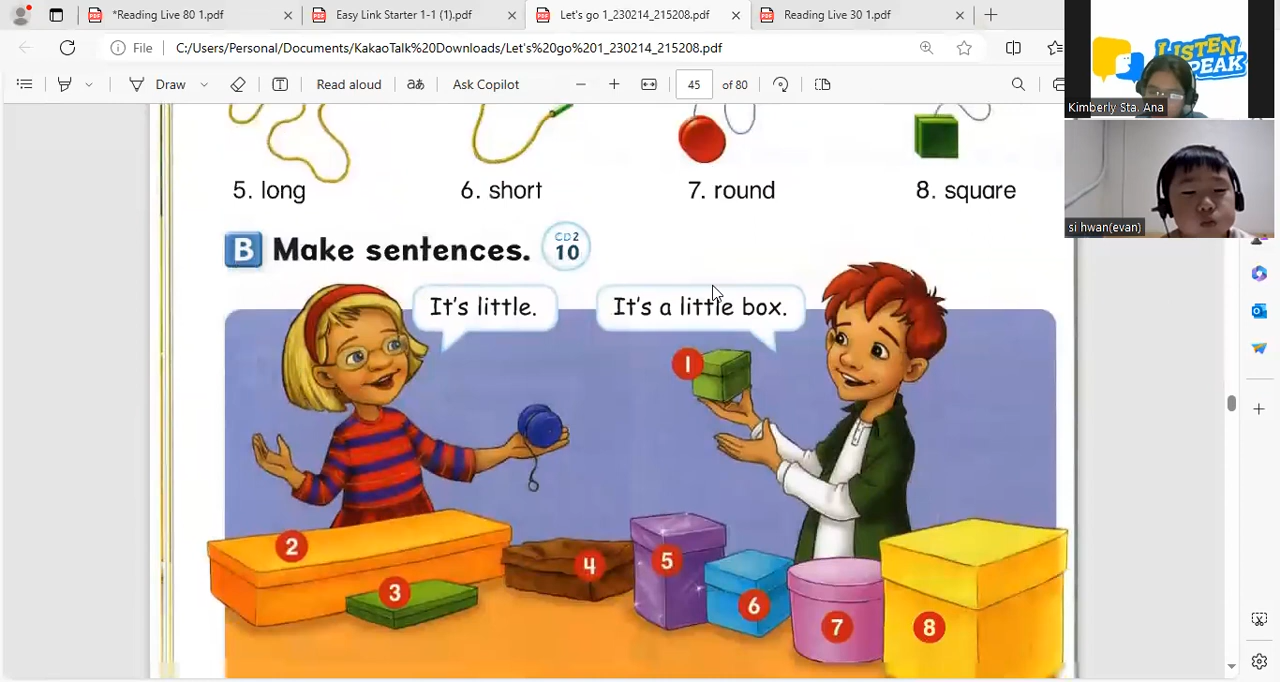 *Reading Live 80 1.pdf
Easy Link Starter 1-1 (1).pdf
Let's go 1_230214_215208.pdf
Reading Live 30 1.pdf
File
C:/Users/Personal/Documents/KakaoTalk%20Downloads/Let's%20go%201_230214_215208.pdf
Draw
Read aloud
aあ
Ask Copilot
45
of 80
LISTEN
SPEAK
Kimberly Sta. Ana
si hwan(evan)
5. long
6. short
7. round
8. square
B Make sentences.
CD2
10
It's little.
It's a little box.
1
2
3
4
5
6
7
8